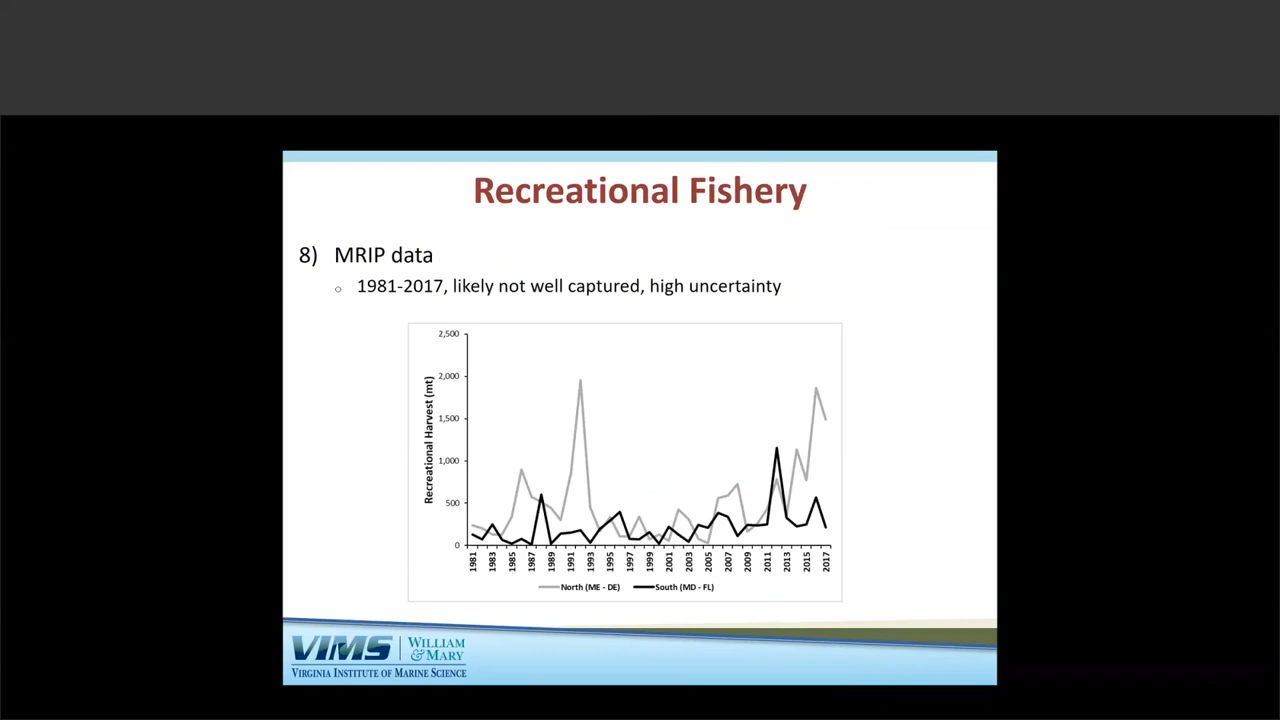 Recreational Fishery
8) MRIP data
○ 1981-2017, likely not well captured, high uncertainty
Recreational Harvest (mt)
2,500
2,000
1,500
1,000
500
0
1981 1983 1985 1987 1989 1991 1993 1995 1997 1999 2001 2003 2005 2007 2009 2011 2013 2015 2017
North (ME - DE) South (MD - FL)
VIMS | WILLIAM
& MARY
VIRGINIA INSTITUTE OF MARINE SCIENCE